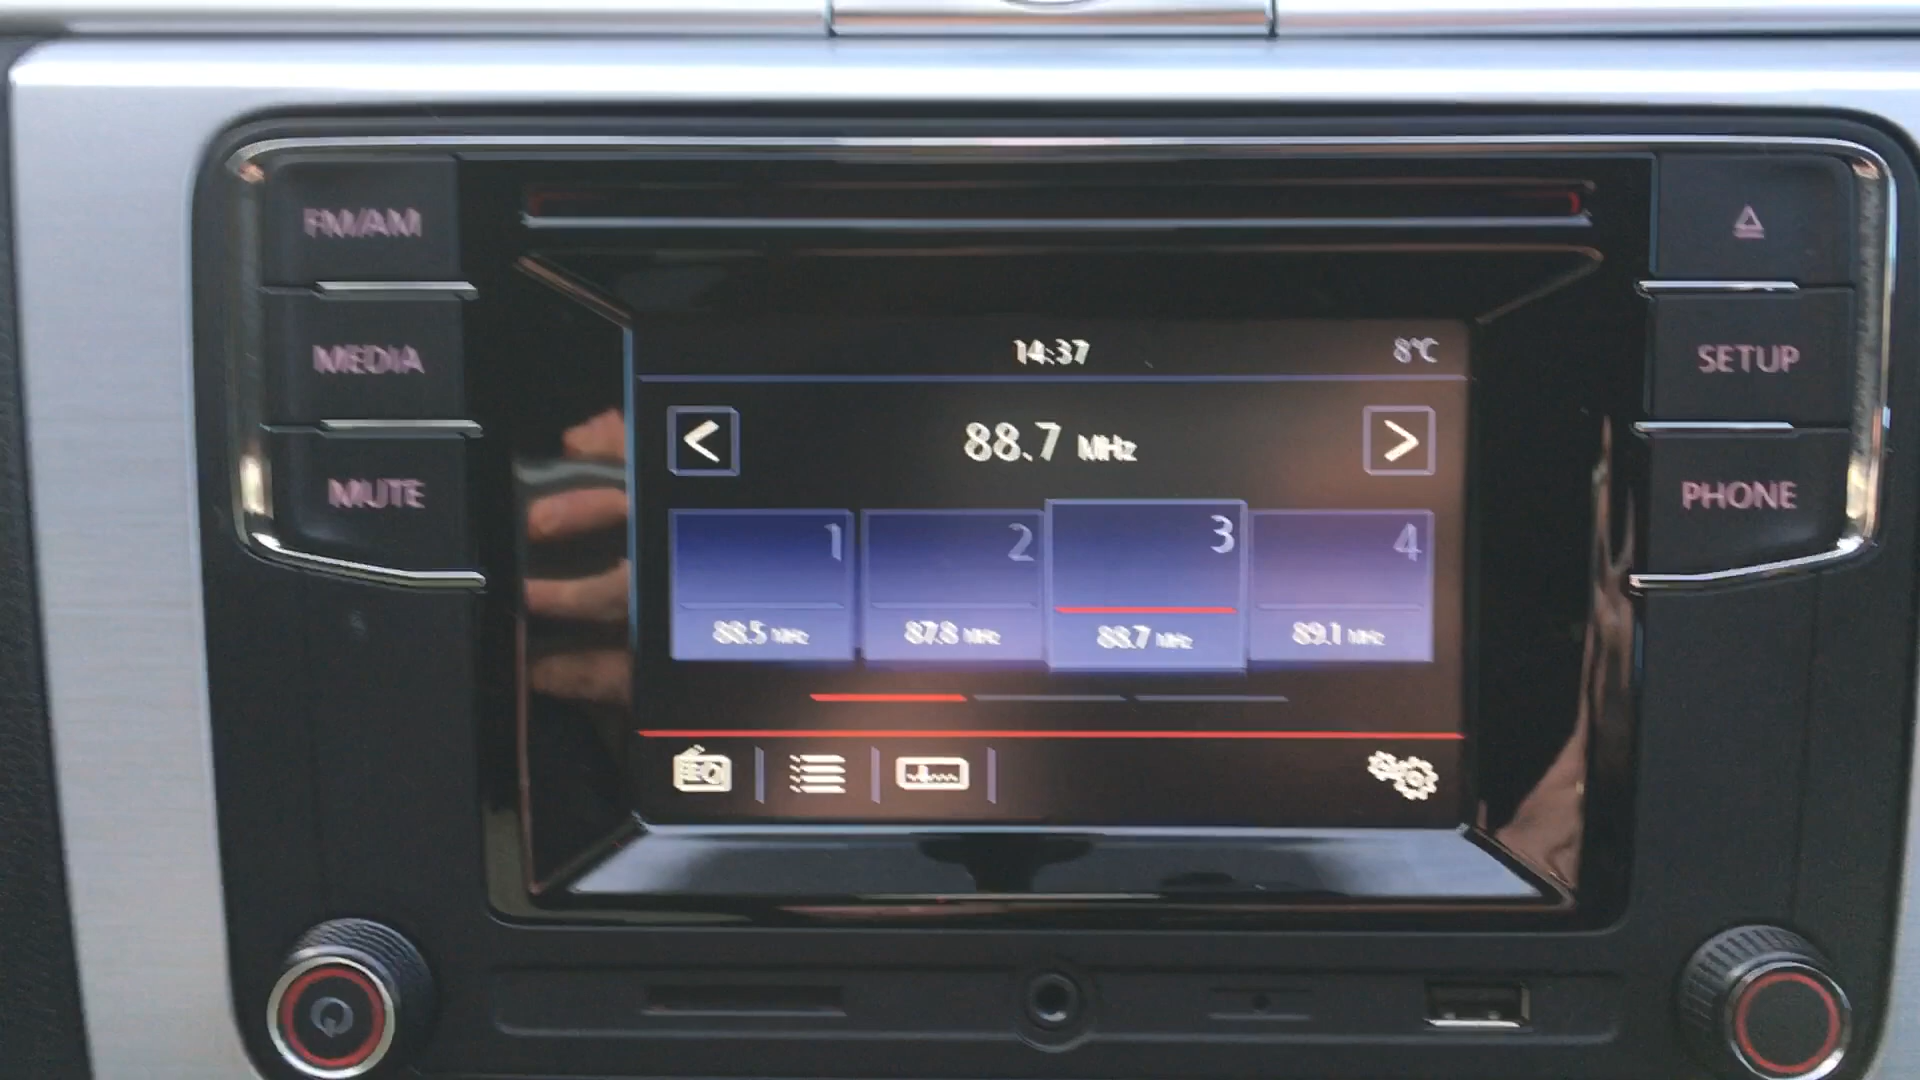 FM/AM
MEDIA
MUTE
14:37
8°C
88.7 MHz
1
2
3
4
88.5 MHz
87.8 MHz
88.7 MHz
89.1 MHz
SETUP
PHONE